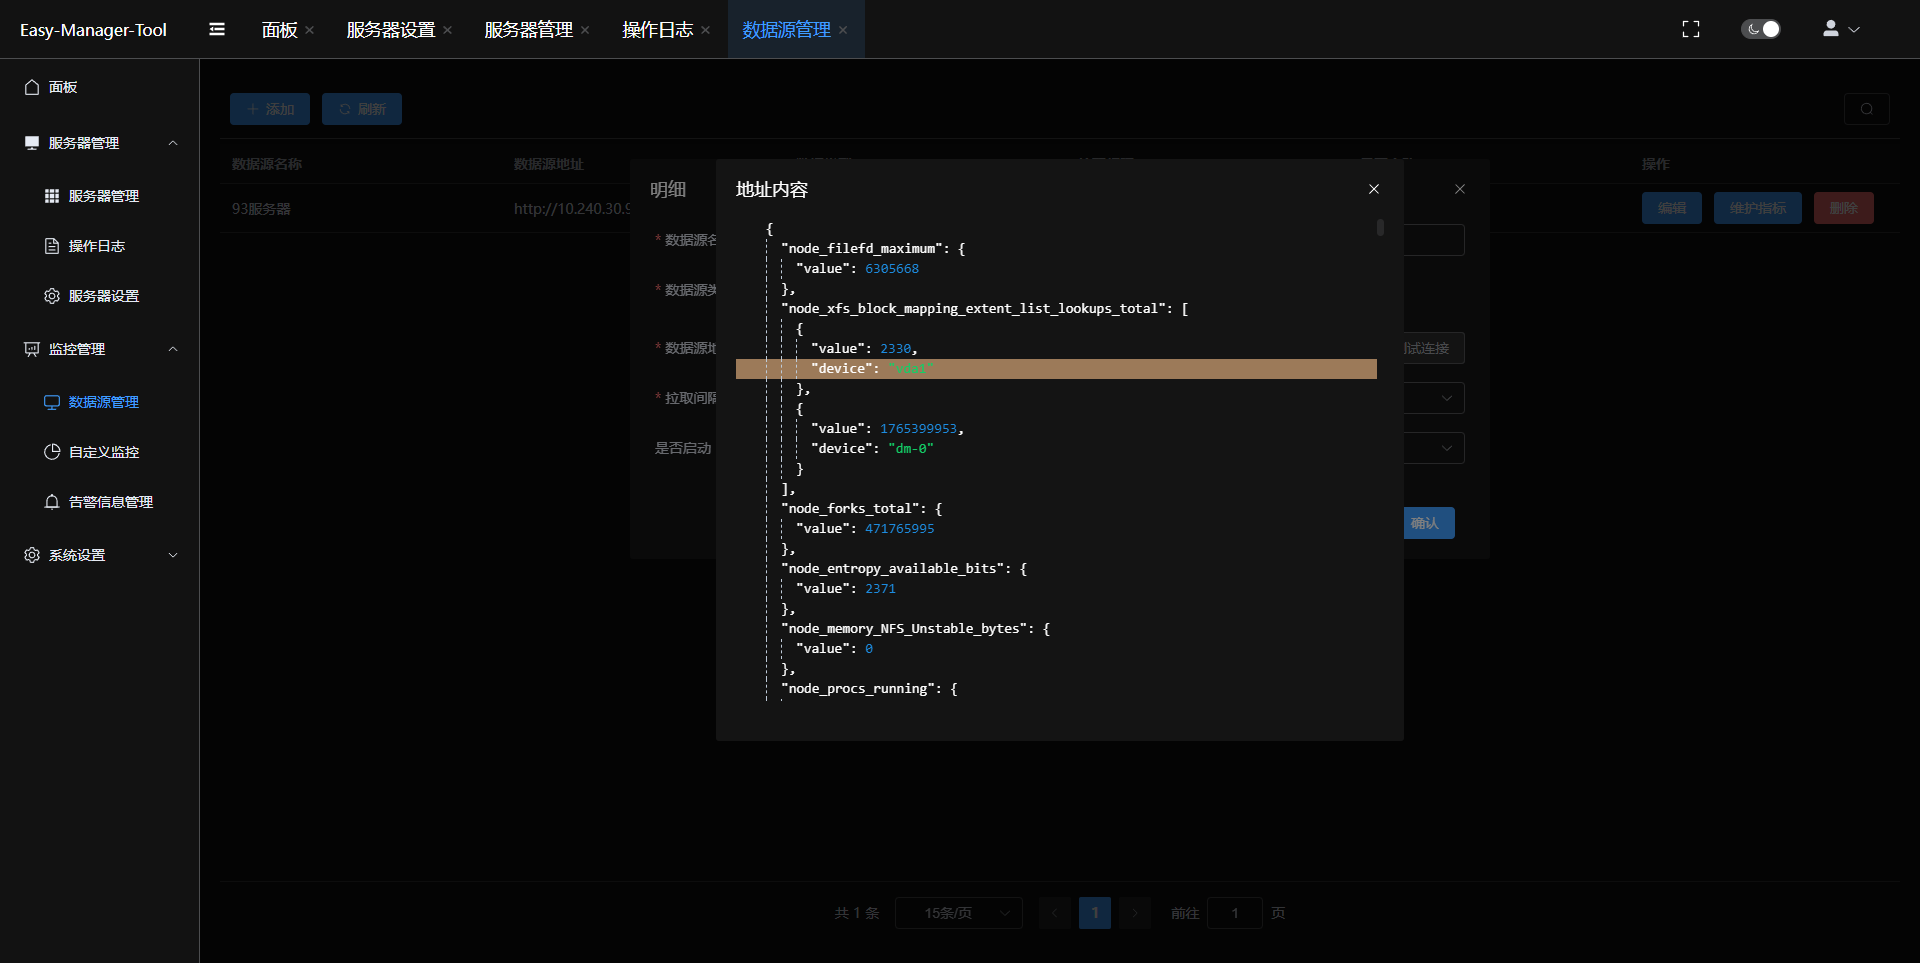 Easy-Manager-Tool
面板
服务器设置
服务器管理
操作日志
数据源管理
面板
服务器管理
服务器管理
操作日志
服务器设置
监控管理
数据源管理
自定义监控
告警信息管理
系统设置
添加
刷新
数据源名称
数据源地址
操作
93服务器
http://10.240.30.9
编辑
维护指标
删除
明细
* 数据源名
* 数据源类
* 数据源地
测试连接
* 拉取间隔
是否启动
确认
地址内容
{
"node_filefd_maximum": {
"value": 6305668
},
"node_xfs_block_mapping_extent_list_lookups_total": [
{
"value": 2330,
"device": "vda1"
},
{
"value": 1765399953,
"device": "dm-0"
}
],
"node_forks_total": {
"value": 471765995
},
"node_entropy_available_bits": {
"value": 2371
},
"node_memory_NFS_Unstable_bytes": {
"value": 0
},
"node_procs_running": {
共 1 条
15条/页
1
前往
1
页